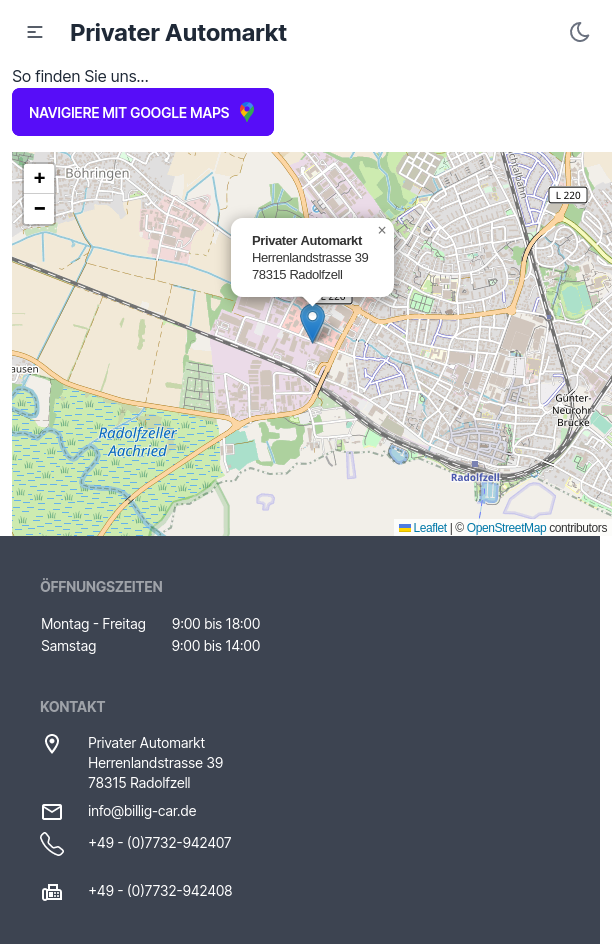 Privater Automarkt
So finden Sie uns...
NAVIGIERE MIT GOOGLE MAPS
+
−
Böhringen
L 220
×
Privater Automarkt
Herrenlandstrasse 39
78315 Radolfzell
L 220
ausen
Radolfzeller
Aachried
Günter-
Neurohr-
Brücke
Radolfzell
Leaflet | © OpenStreetMap contributors
ÖFFNUNGSZEITEN
Montag - Freitag 9:00 bis 18:00
Samstag 9:00 bis 14:00
KONTAKT
Privater Automarkt
Herrenlandstrasse 39
78315 Radolfzell
info@billig-car.de
+49 - (0)7732-942407
+49 - (0)7732-942408